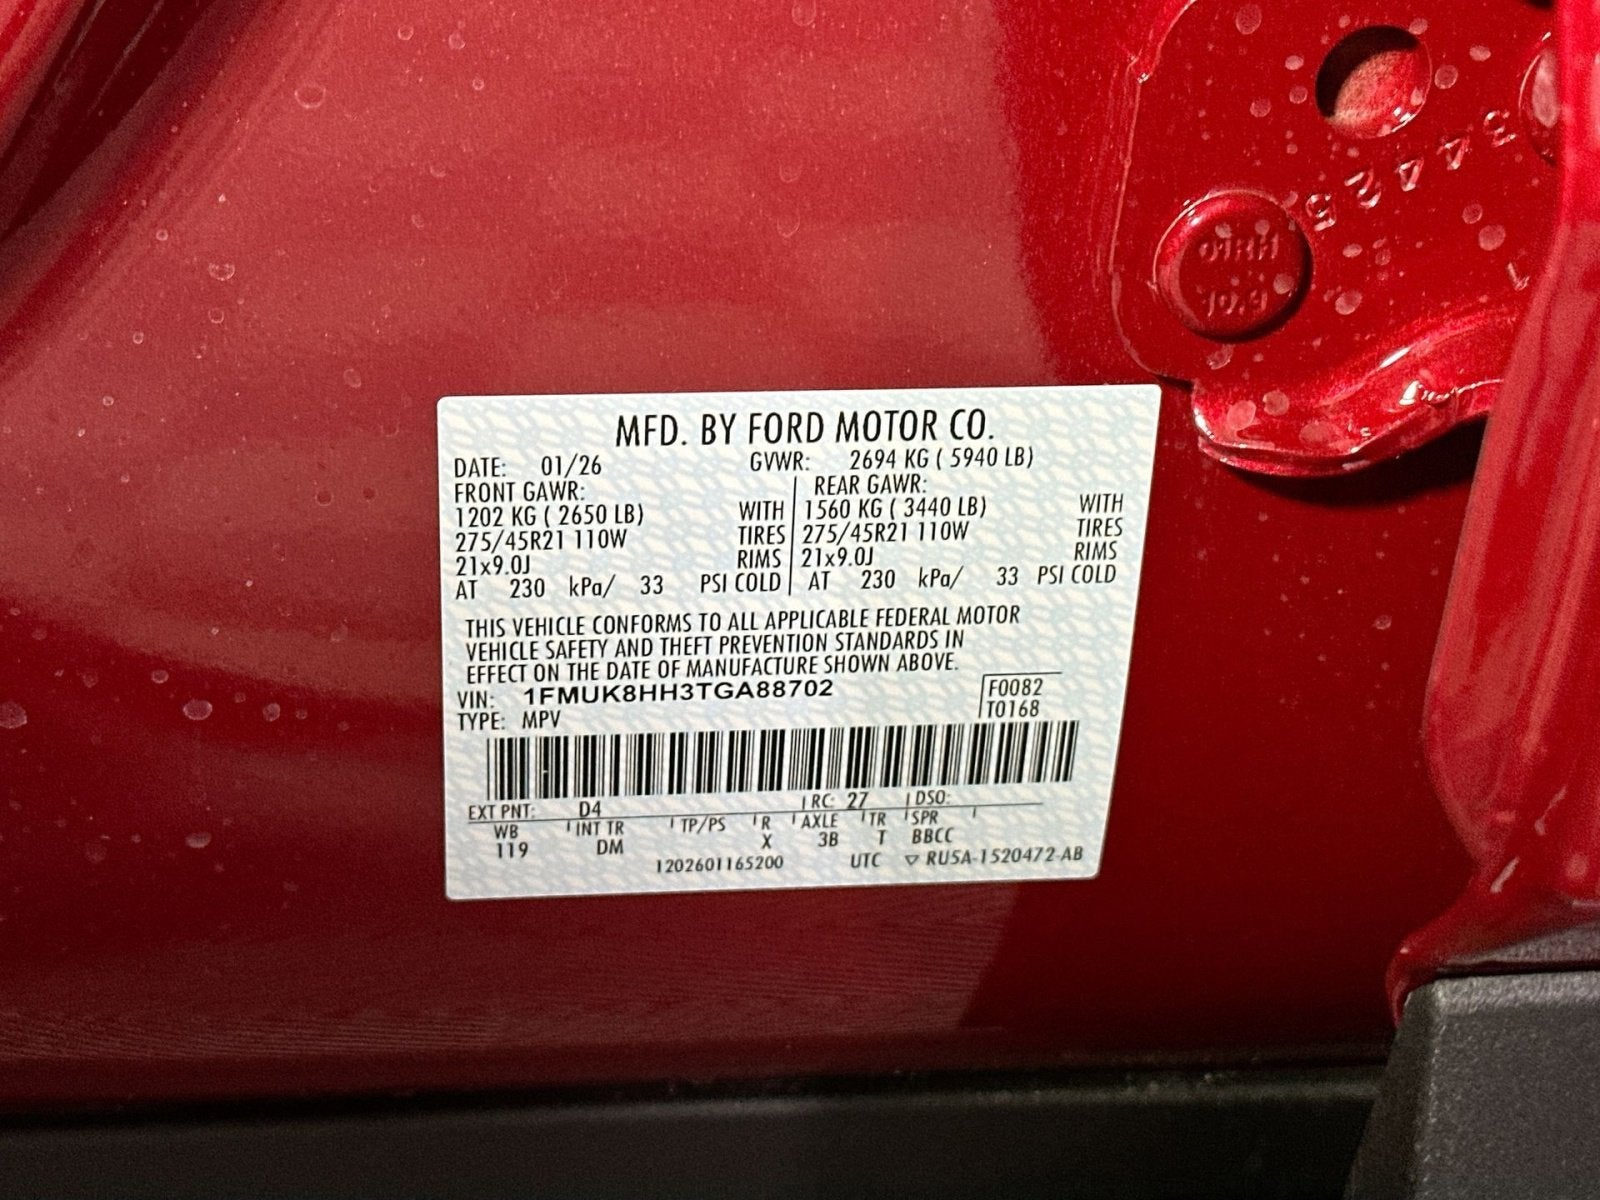 54425
MFD. BY FORD MOTOR CO.
DATE: 01/26 GVWR: 2694 KG ( 5940 LB)
FRONT GAWR: REAR GAWR:
1202 KG ( 2650 LB) WITH 1560 KG ( 3440 LB) WITH
275/45R21 110W TIRES 275/45R21 110W TIRES
21x9.0J RIMS 21x9.0J RIMS
AT 230 kPa/ 33 PSI COLD AT 230 kPa/ 33 PSI COLD
THIS VEHICLE CONFORMS TO ALL APPLICABLE FEDERAL MOTOR
VEHICLE SAFETY AND THEFT PREVENTION STANDARDS IN
EFFECT ON THE DATE OF MANUFACTURE SHOWN ABOVE.
VIN: 1FMUK8HH3TGA88702 F0082
TYPE: MPV T0168
EXT PNT: D4 RC: 27 DSO:
WB INT TR TP/PS R AXLE TR SPR
119 DM X 3B T BBCC
1202601165200 UTC ▽ RU5A-1520472-AB